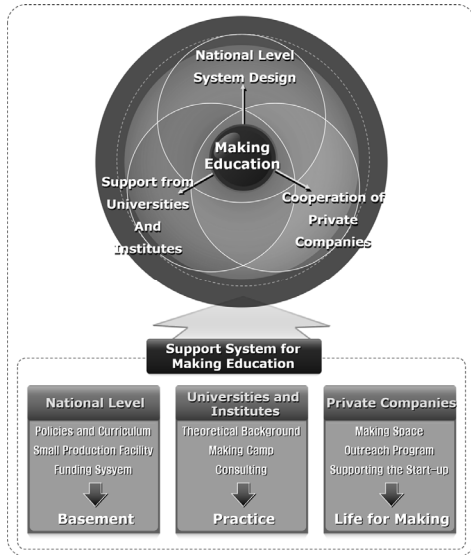 National Level
System Design
Making
Education
Support from
Universities
And
Institutes
Cooperation of
Private
Companies
Support System for
Making Education
National Level
Policies and Curriculum
Small Production Facility
Funding Sysyem
Basement
Universities and
Institutes
Theoretical Background
Making Camp
Consulting
Practice
Private Companies
Making Space
Outreach Program
Supporting the Start-up
Life for Making